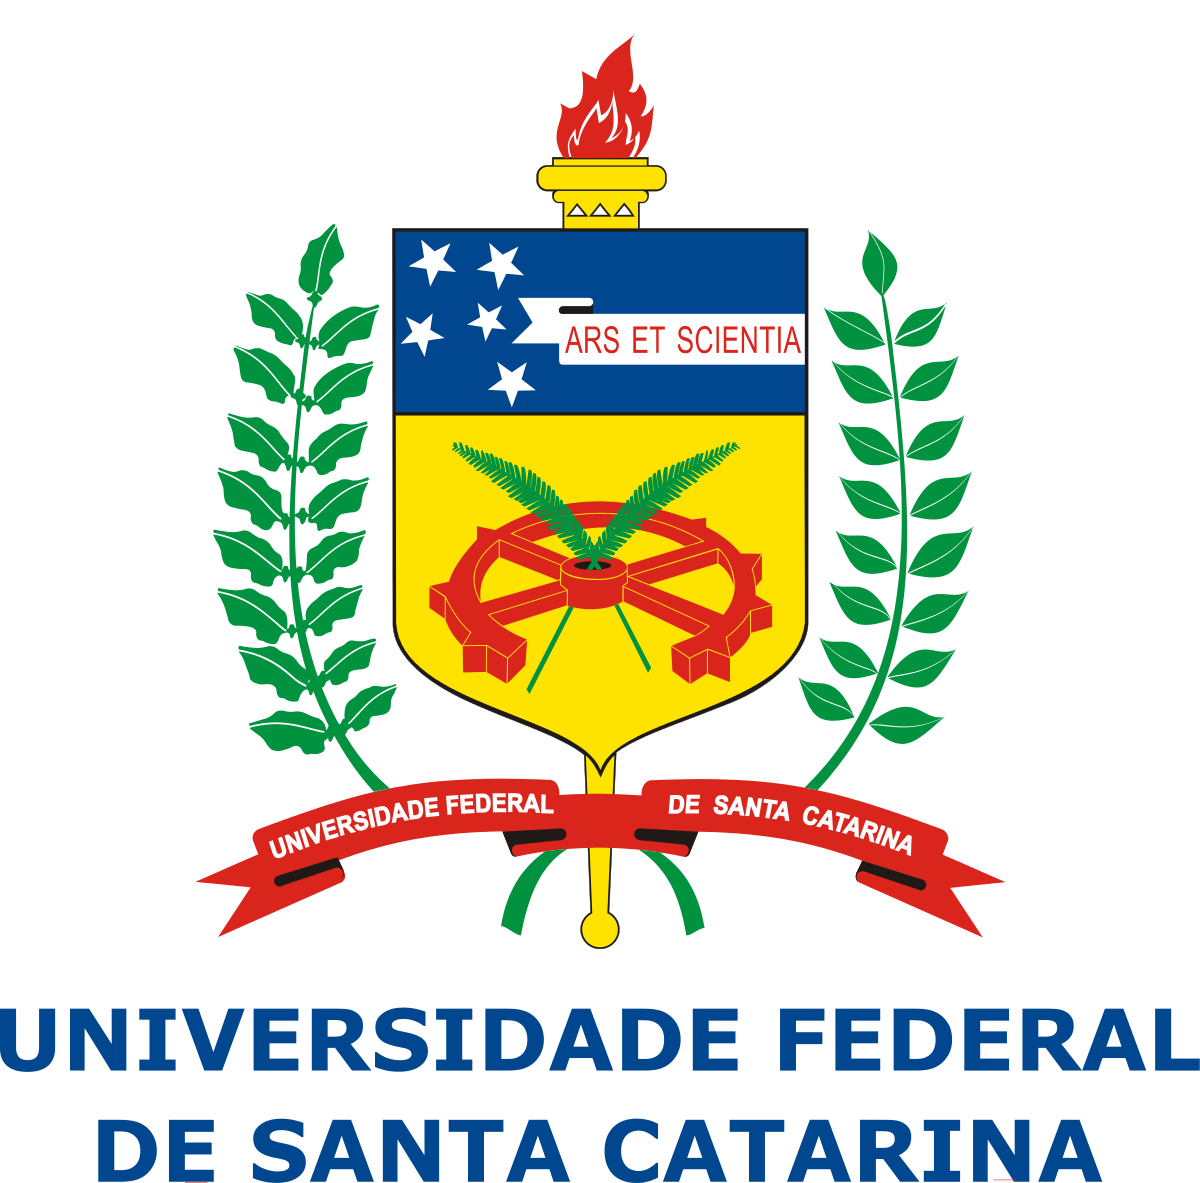 ARS ET SCIENTIA
UNIVERSIDADE FEDERAL DE SANTA CATARINA
UNIVERSIDADE FEDERAL
DE SANTA CATARINA